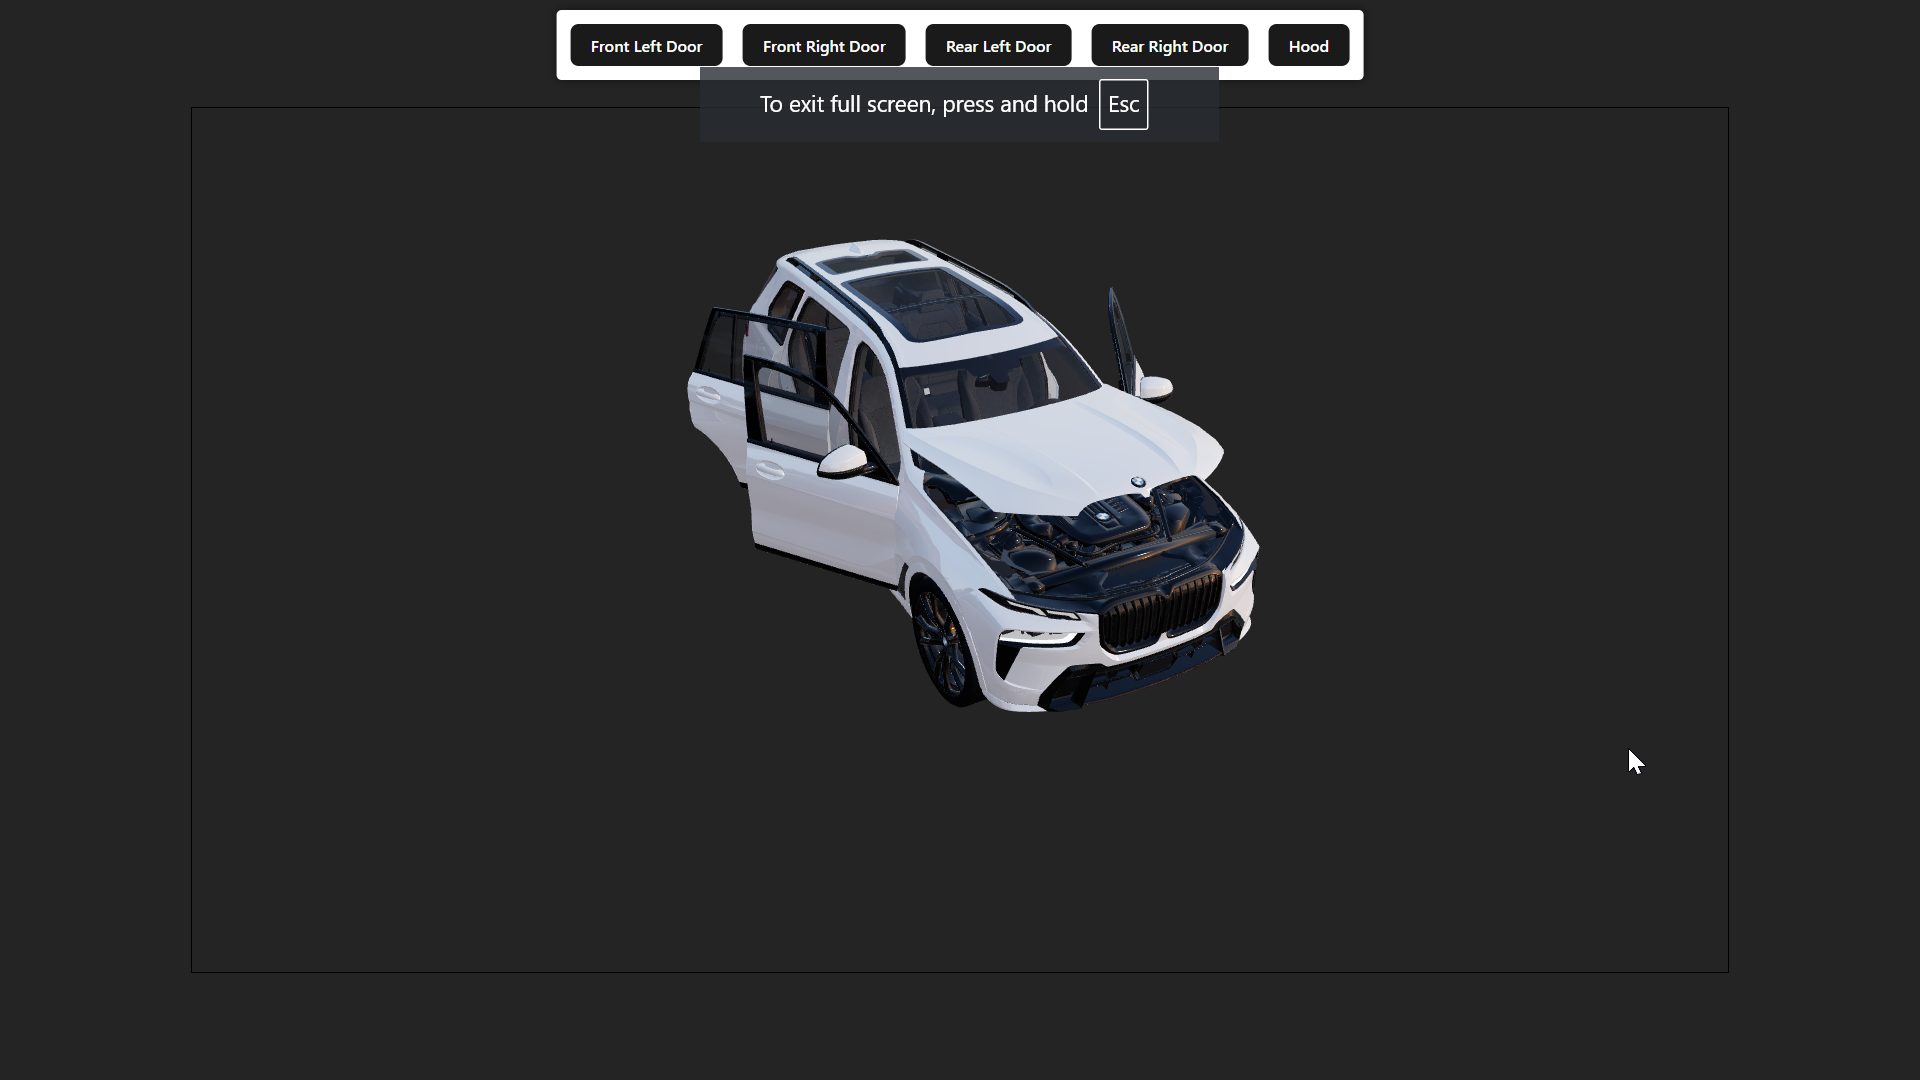 Front Left Door
Front Right Door
Rear Left Door
Rear Right Door
Hood
To exit full screen, press and hold Esc